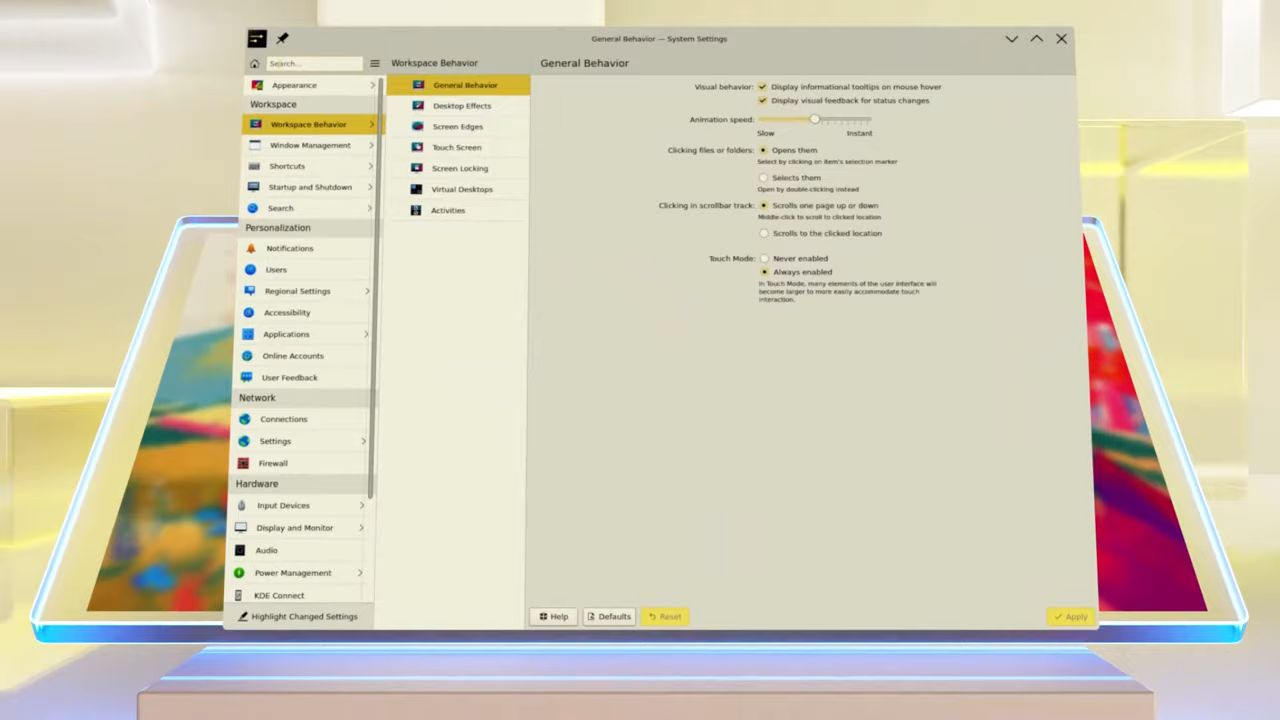 General Behavior — System Settings
Search...
Workspace Behavior
General Behavior
Appearance
Workspace
Workspace Behavior
Window Management
Shortcuts
Startup and Shutdown
Search
Personalization
Notifications
Users
Regional Settings
Accessibility
Applications
Online Accounts
User Feedback
Network
Connections
Settings
Firewall
Hardware
Input Devices
Display and Monitor
Audio
Power Management
KDE Connect
Highlight Changed Settings
General Behavior
Desktop Effects
Screen Edges
Touch Screen
Screen Locking
Virtual Desktops
Activities
Visual behavior: Display informational tooltips on mouse hover
Display visual feedback for status changes
Animation speed:
Slow Instant
Clicking files or folders: Opens them
Select by clicking on item's selection marker
Selects them
Open by double-clicking instead
Clicking in scrollbar track: Scrolls one page up or down
Middle-click to scroll to clicked location
Scrolls to the clicked location
Touch Mode: Never enabled
Always enabled
In Touch Mode, many elements of the user interface will
become larger to more easily accommodate touch
interaction.
Help Defaults Reset Apply